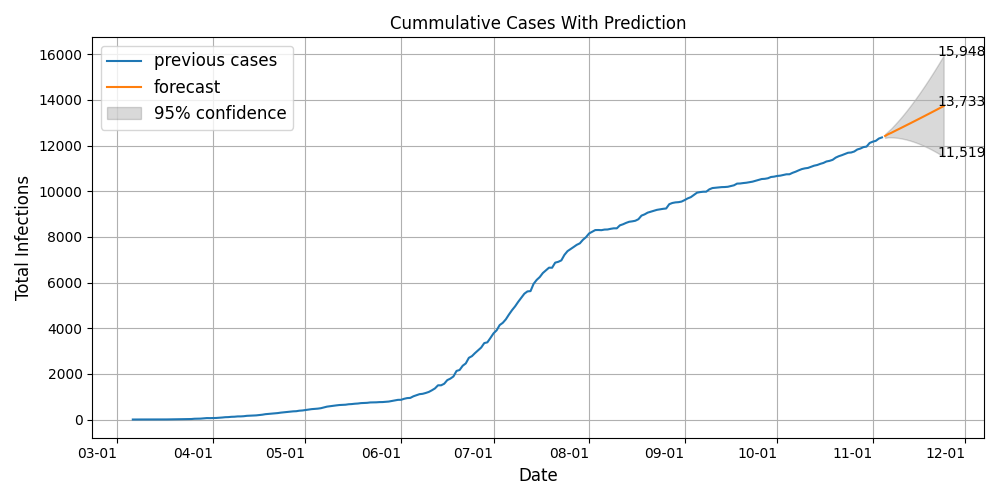 Cummulative Cases With Prediction
previous cases
forecast
95% confidence
15,948
13,733
11,519
Total Infections
16000
14000
12000
10000
8000
6000
4000
2000
0
03-01 04-01 05-01 06-01 07-01 08-01 09-01 10-01 11-01 12-01
Date